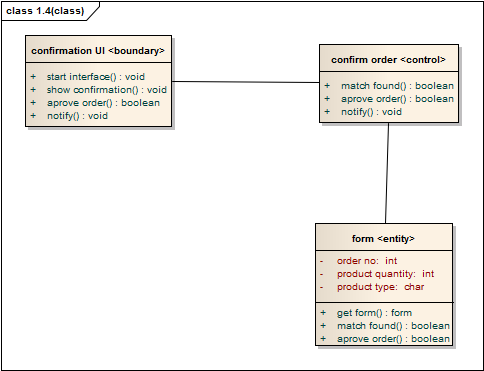 class 1.4(class)
confirmation UI <boundary>
+ start interface() : void
+ show confirmation() : void
+ aprove order() : boolean
+ notify() : void
confirm order <control>
+ match found() : boolean
+ aprove order() : boolean
+ notify() : void
form <entity>
- order no: int
- product quantity: int
- product type: char
+ get form() : form
+ match found() : boolean
+ aprove order() : boolean